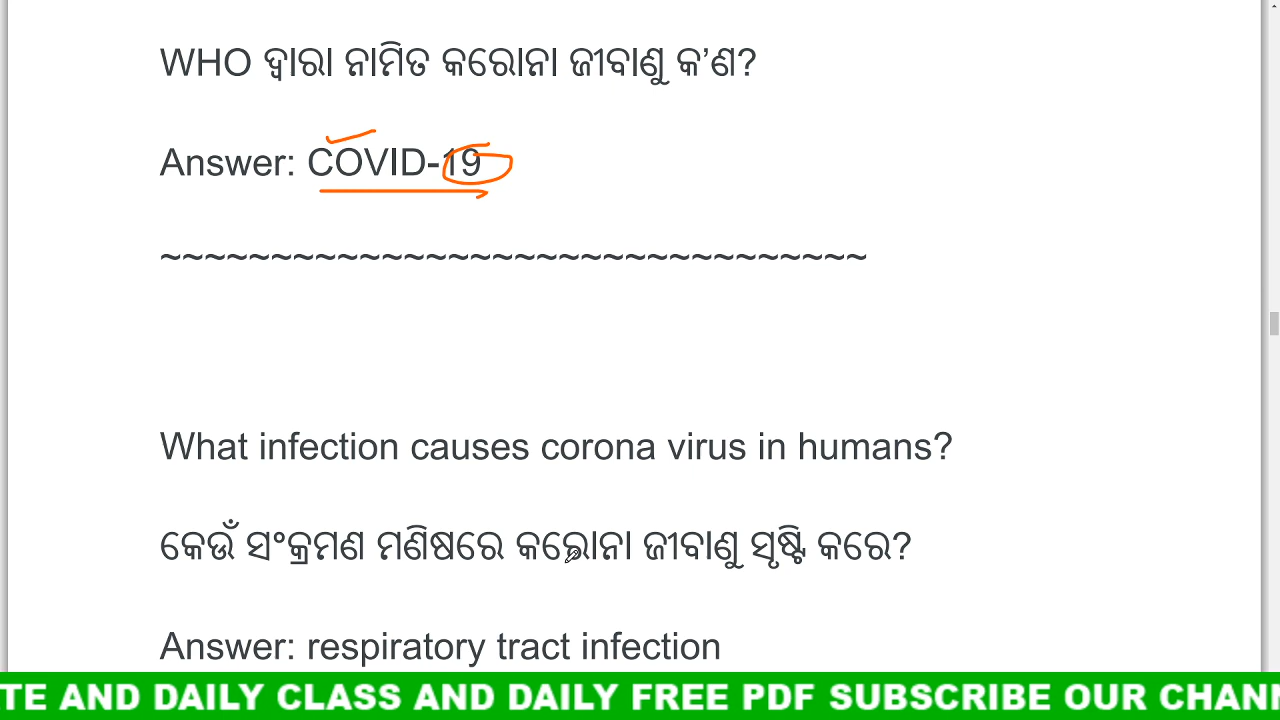 WHO ଦ୍ୱାରା ନାମିତ କରୋନା ଜୀବାଣୁ କ’ଣ?
Answer: COVID-19
~~~~~~~~~~~~~~~~~~~~~~~~~~~~~~~~
What infection causes corona virus in humans?
କେଉଁ ସଂକ୍ରମଣ ମଣିଷରେ କରୋନା ଜୀବାଣୁ ସୃଷ୍ଟି କରେ?
Answer: respiratory tract infection
TE AND DAILY CLASS AND DAILY FREE PDF SUBSCRIBE OUR CHAN